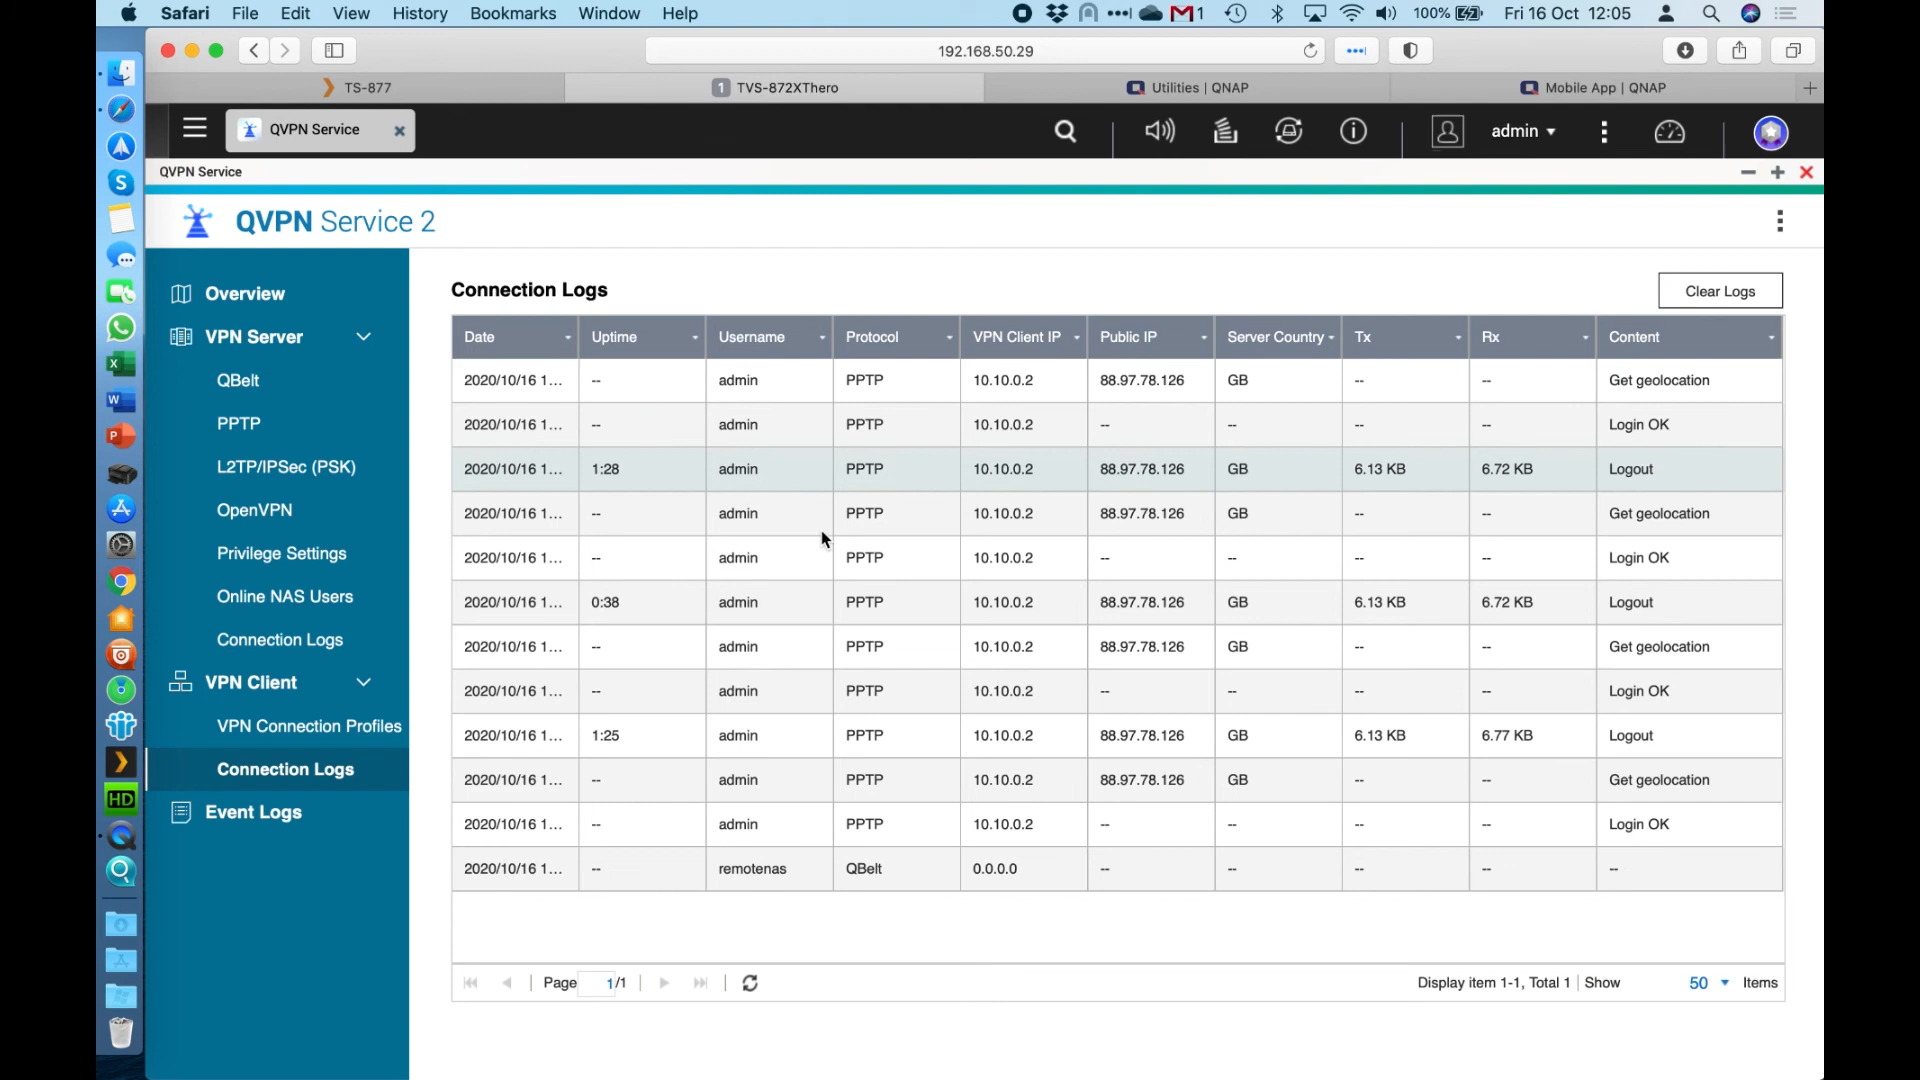 Safari File Edit View History Bookmarks Window Help 1 100% Fri 16 Oct 12:05
192.168.50.29
TS-877 1 TVS-872XThero Utilities | QNAP Mobile App | QNAP
QVPN Service admin
QVPN Service
QVPN Service 2
Overview
VPN Server
QBelt
PPTP
L2TP/IPSec (PSK)
OpenVPN
Privilege Settings
Online NAS Users
Connection Logs
VPN Client
VPN Connection Profiles
Connection Logs
Event Logs
Connection Logs Clear Logs
Date Uptime Username Protocol VPN Client IP Public IP Server Country Tx Rx Content
2020/10/16 1... -- admin PPTP 10.10.0.2 88.97.78.126 GB -- -- Get geolocation
2020/10/16 1... -- admin PPTP 10.10.0.2 -- -- -- -- Login OK
2020/10/16 1... 1:28 admin PPTP 10.10.0.2 88.97.78.126 GB 6.13 KB 6.72 KB Logout
2020/10/16 1... -- admin PPTP 10.10.0.2 88.97.78.126 GB -- -- Get geolocation
2020/10/16 1... -- admin PPTP 10.10.0.2 -- -- -- -- Login OK
2020/10/16 1... 0:38 admin PPTP 10.10.0.2 88.97.78.126 GB 6.13 KB 6.72 KB Logout
2020/10/16 1... -- admin PPTP 10.10.0.2 88.97.78.126 GB -- -- Get geolocation
2020/10/16 1... -- admin PPTP 10.10.0.2 -- -- -- -- Login OK
2020/10/16 1... 1:25 admin PPTP 10.10.0.2 88.97.78.126 GB 6.13 KB 6.77 KB Logout
2020/10/16 1... -- admin PPTP 10.10.0.2 88.97.78.126 GB -- -- Get geolocation
2020/10/16 1... -- admin PPTP 10.10.0.2 -- -- -- -- Login OK
2020/10/16 1... -- remotenas QBelt 0.0.0.0 -- -- -- -- --
Page 1/1 Display item 1-1, Total 1 | Show 50 Items